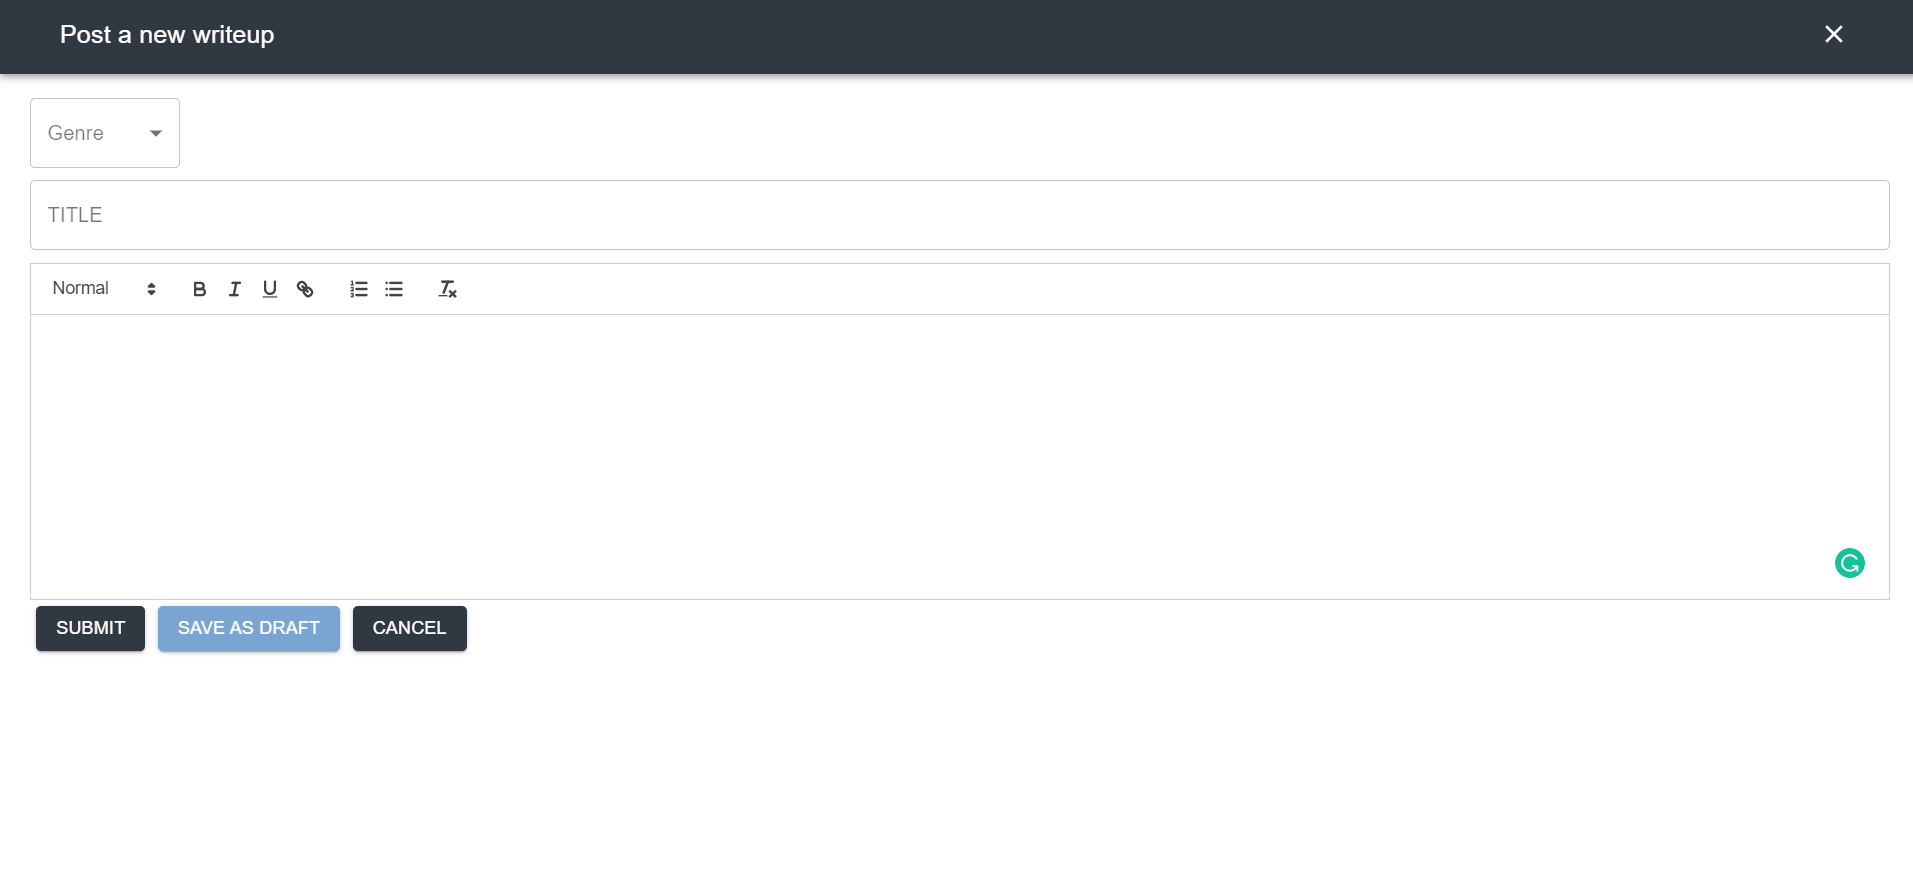 Post a new writeup
Genre
TITLE
Normal
SUBMIT SAVE AS DRAFT CANCEL